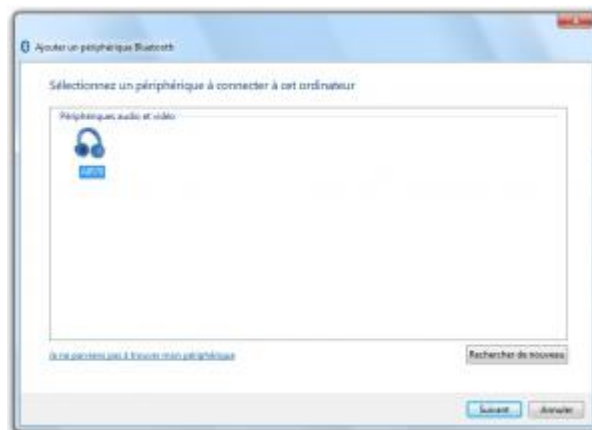 Ajouter un périphérique Bluetooth
Sélectionnez un périphérique à connecter à cet ordinateur
Périphériques audio et vidéo
Je ne parviens pas à trouver mon périphérique
Rechercher de nouveau
Suivant
Annuler